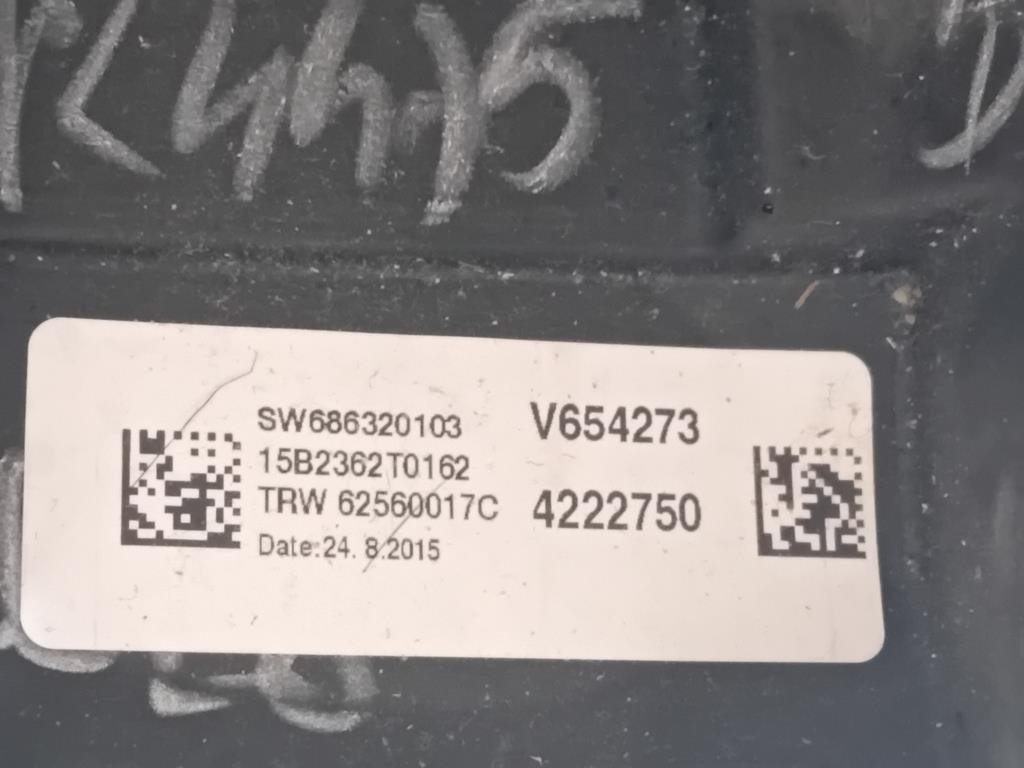 SW686320103
15B2362T0162
TRW 62560017C
Date:24. 8.2015
V654273
4222750